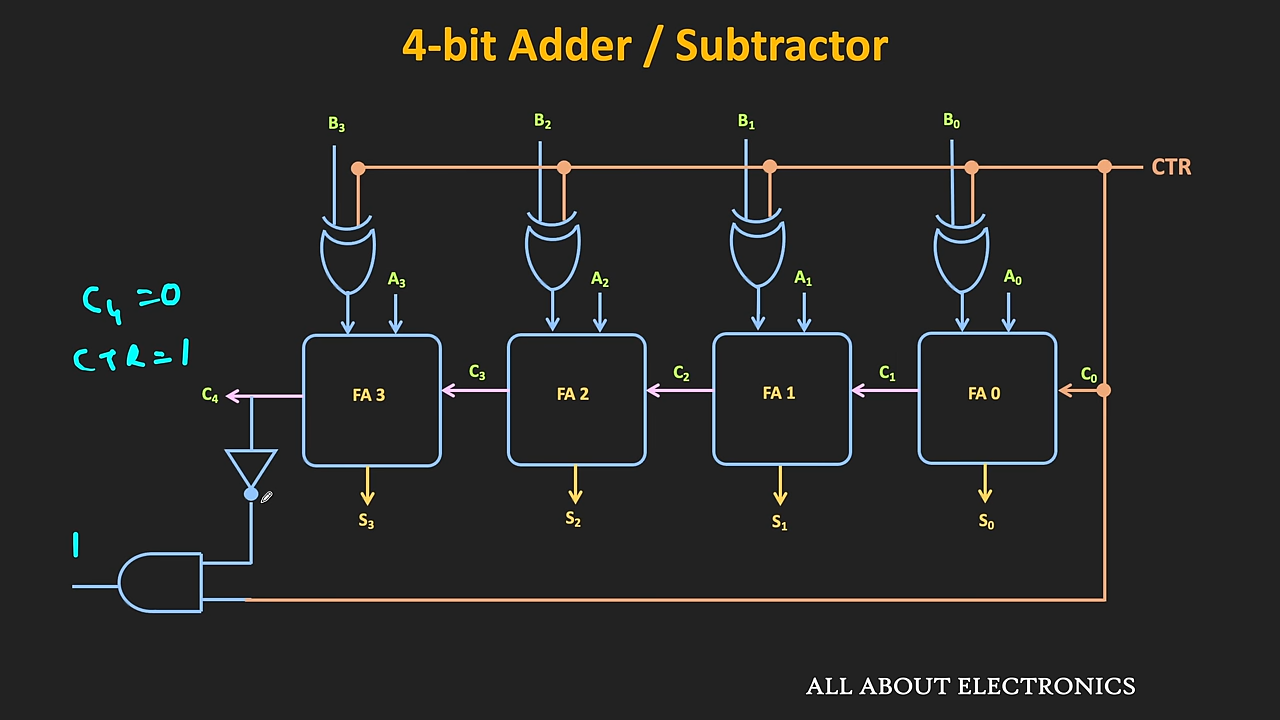 4-bit Adder / Subtractor
B₃ B₂ B₁ B₀
CTR
A₃ A₂ A₁ A₀
C₄ = 0
CTR = 1
C₄ C₃ C₂ C₁ C₀
FA 3 FA 2 FA 1 FA 0
S₃ S₂ S₁ S₀
1
ALL ABOUT ELECTRONICS